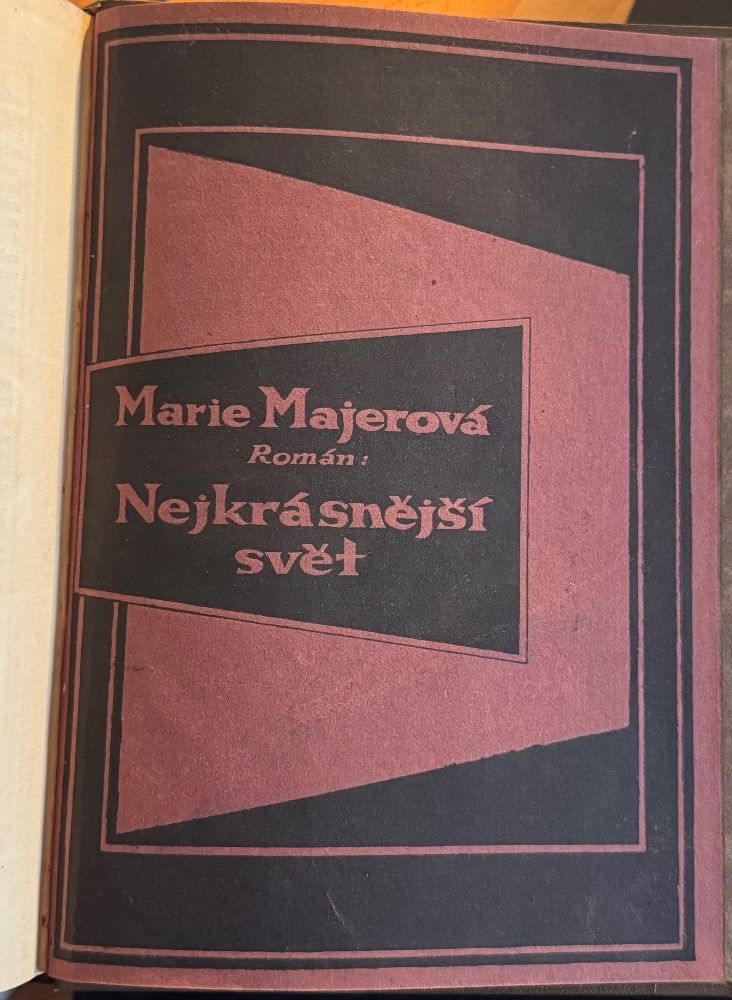 Marie Majerová
Román:
Nejkrásnější
svět